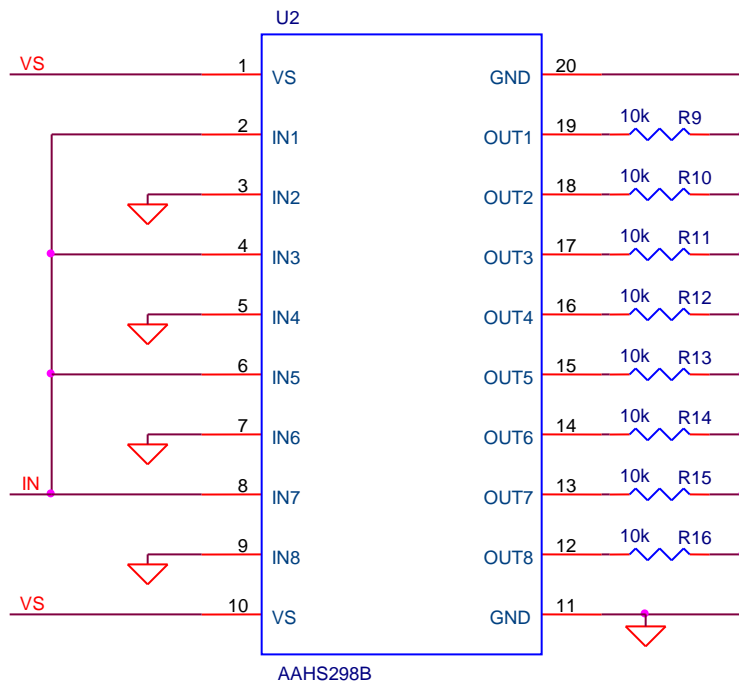 U2
VS 1 VS GND 20
2 IN1 OUT1 19 10k R9
3 IN2 OUT2 18 10k R10
4 IN3 OUT3 17 10k R11
5 IN4 OUT4 16 10k R12
6 IN5 OUT5 15 10k R13
7 IN6 OUT6 14 10k R14
IN 8 IN7 OUT7 13 10k R15
9 IN8 OUT8 12 10k R16
VS 10 VS GND 11
AAHS298B